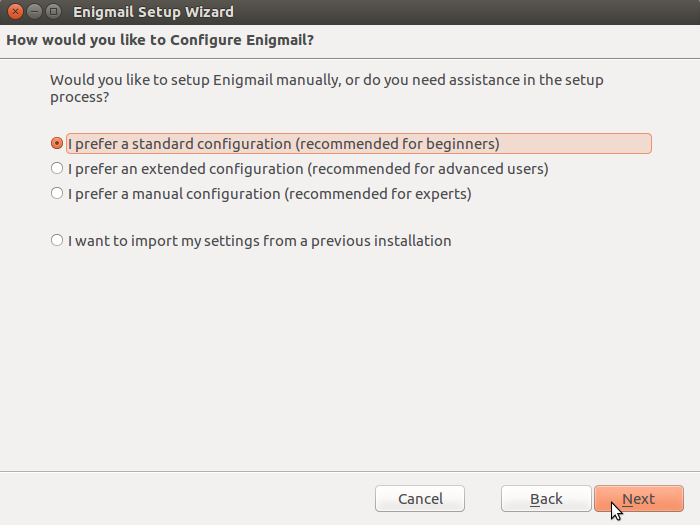 Enigmail Setup Wizard
How would you like to Configure Enigmail?
Would you like to setup Enigmail manually, or do you need assistance in the setup
process?
I prefer a standard configuration (recommended for beginners)
I prefer an extended configuration (recommended for advanced users)
I prefer a manual configuration (recommended for experts)
I want to import my settings from a previous installation
Cancel Back Next